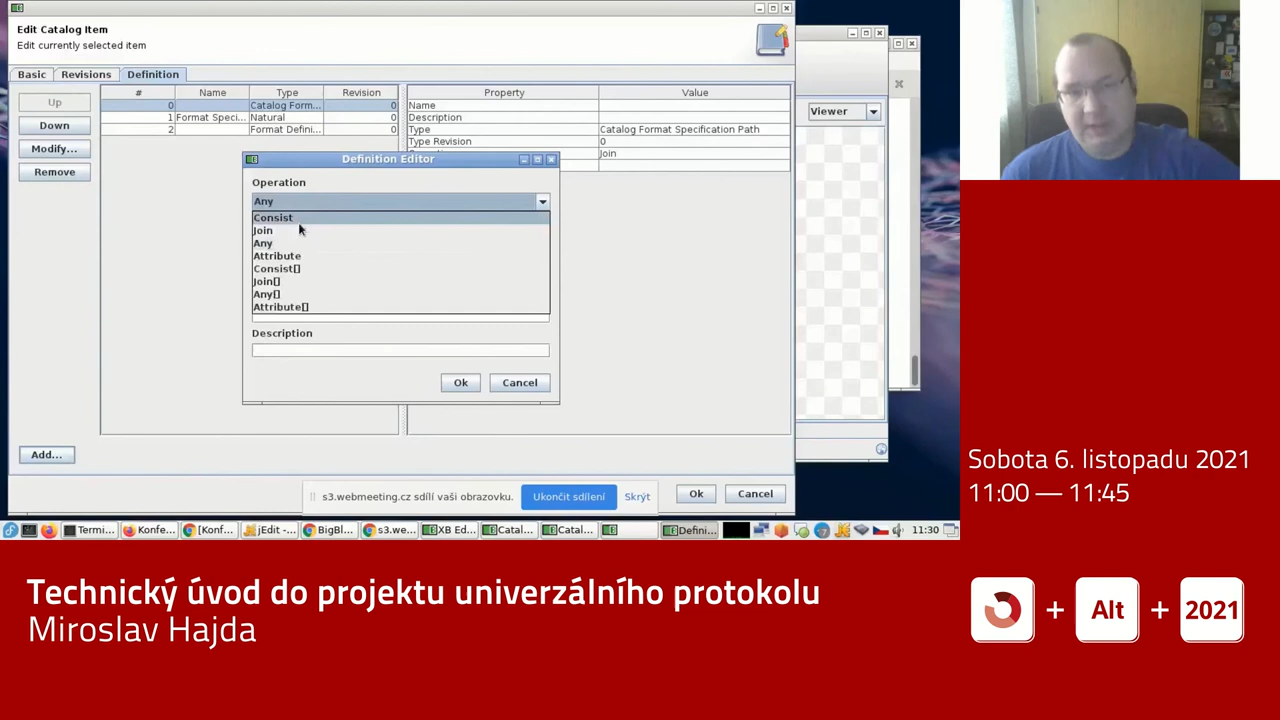 Edit Catalog Item
Edit currently selected item
Basic Revisions Definition
# Name Type Revision
0 Catalog Form... 0
1 Format Speci... Natural 0
2 Format Defini... 0
Up
Down
Modify...
Remove
Add...
Property Value
Name
Description
Type Catalog Format Specification Path
Type Revision 0
Join
Viewer
Definition Editor
Operation
Any
Consist
Join
Any
Attribute
Consist[]
Join[]
Any[]
Attribute[]
Description
Ok Cancel
Ok Cancel
s3.webmeeting.cz sdílí vaši obrazovku. Ukončit sdílení Skrýt
Termi... Konfe... [Konf... jEdit -... BigBl... s3.we... XB Ed... Catal... Catal... Defini... 11:30
Sobota 6. listopadu 2021
11:00 — 11:45
Technický úvod do projektu univerzálního protokolu
Miroslav Hajda
+ Alt + 2021